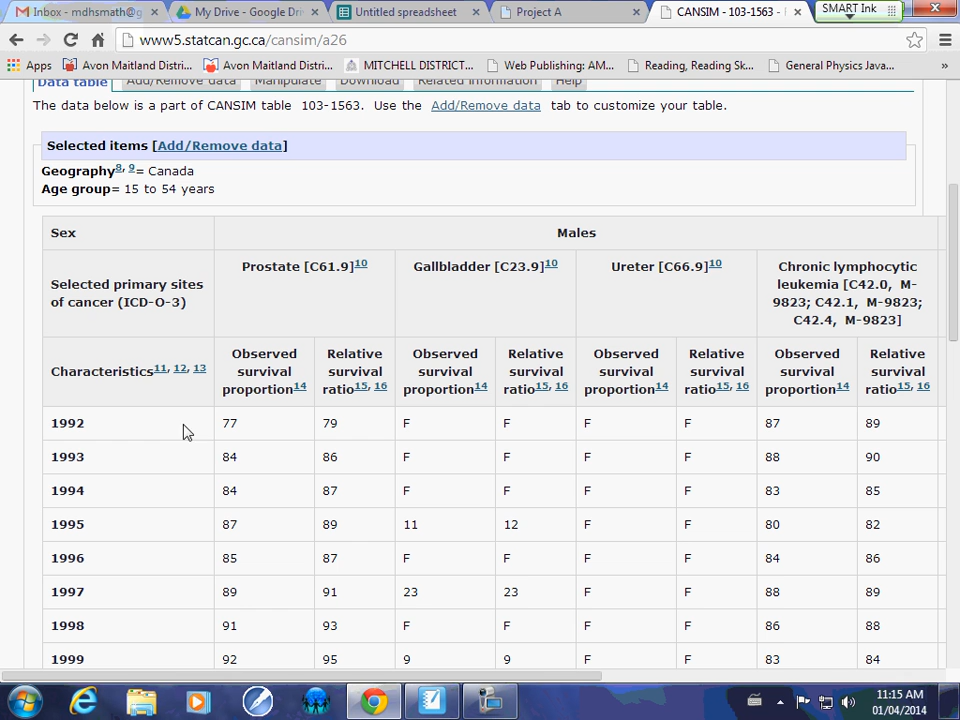 Inbox - mdhsmath@g
My Drive - Google Dri
Untitled spreadsheet
Project A
CANSIM - 103-1563 -
SMART Ink
www5.statcan.gc.ca/cansim/a26
Apps
Avon Maitland Distri...
Avon Maitland Distri...
MITCHELL DISTRICT...
Web Publishing: AM...
Reading, Reading Sk...
General Physics Java...
»
Data table Add/Remove data Manipulate Download Related information Help
The data below is a part of CANSIM table 103-1563. Use the Add/Remove data tab to customize your table.
Selected items [Add/Remove data]
Geography8, 9= Canada
Age group= 15 to 54 years
Sex Males
Selected primary sites
of cancer (ICD-O-3)
Prostate [C61.9]10
Gallbladder [C23.9]10
Ureter [C66.9]10
Chronic lymphocytic
leukemia [C42.0, M-
9823; C42.1, M-9823;
C42.4, M-9823]
Characteristics11, 12, 13
Observed
survival
proportion14
Relative
survival
ratio15, 16
Observed
survival
proportion14
Relative
survival
ratio15, 16
Observed
survival
proportion14
Relative
survival
ratio15, 16
Observed
survival
proportion14
Relative
survival
ratio15, 16
1992 77 79 F F F F 87 89
1993 84 86 F F F F 88 90
1994 84 87 F F F F 83 85
1995 87 89 11 12 F F 80 82
1996 85 87 F F F F 84 86
1997 89 91 23 23 F F 88 89
1998 91 93 F F F F 86 88
1999 92 95 9 9 F F 83 84
11:15 AM
01/04/2014